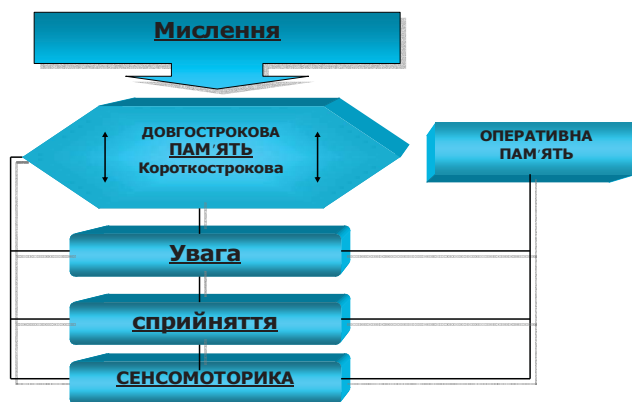 Мислення
ДОВГОСТРОКОВА
ПАМ′ЯТЬ
Короткострокова
ОПЕРАТИВНА
ПАМ′ЯТЬ
Увага
сприйняття
СЕНСОМОТОРИКА